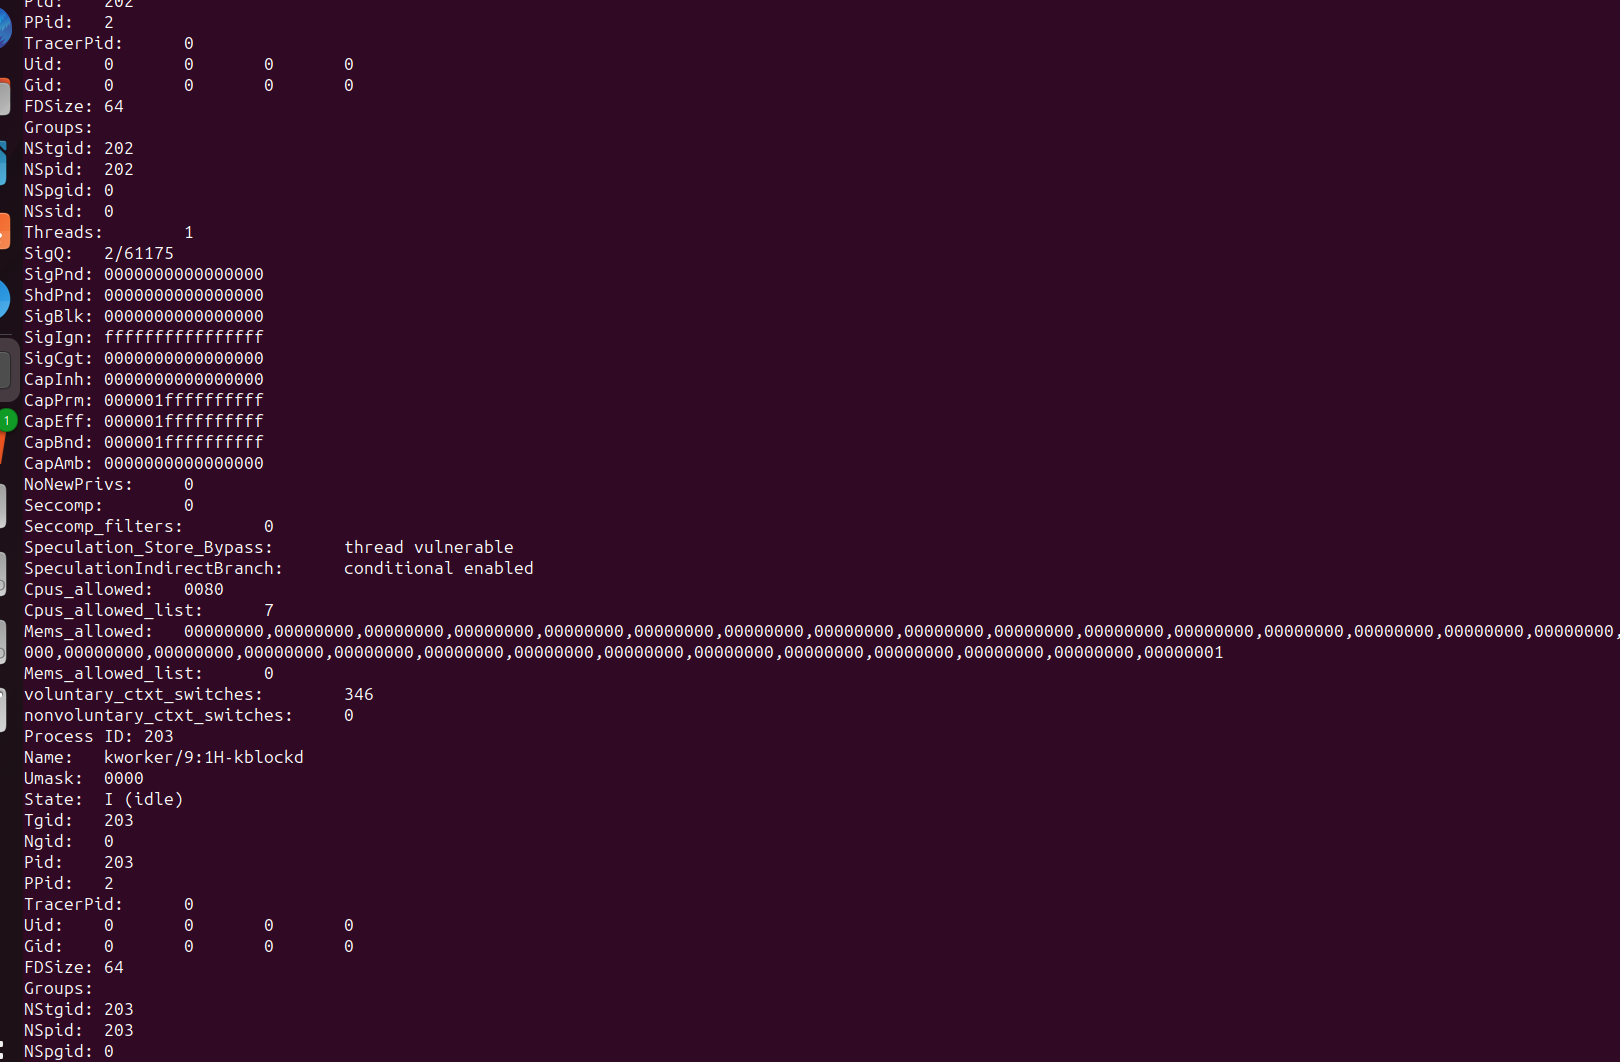 Pid:	202
PPid:	2
TracerPid:	0
Uid:	0	0	0	0
Gid:	0	0	0	0
FDSize:	64
Groups:
NStgid:	202
NSpid:	202
NSpgid:	0
NSsid:	0
Threads:	1
SigQ:	2/61175
SigPnd:	0000000000000000
ShdPnd:	0000000000000000
SigBlk:	0000000000000000
SigIgn:	ffffffffffffffff
SigCgt:	0000000000000000
CapInh:	0000000000000000
CapPrm:	000001ffffffffff
CapEff:	000001ffffffffff
CapBnd:	000001ffffffffff
CapAmb:	0000000000000000
NoNewPrivs:	0
Seccomp:	0
Seccomp_filters:	0
Speculation_Store_Bypass:	thread vulnerable
SpeculationIndirectBranch:	conditional enabled
Cpus_allowed:	0080
Cpus_allowed_list:	7
Mems_allowed:	00000000,00000000,00000000,00000000,00000000,00000000,00000000,00000000,00000000,00000000,00000000,00000000,00000000,00000000,00000000,00000000,
000,00000000,00000000,00000000,00000000,00000000,00000000,00000000,00000000,00000000,00000000,00000000,00000000,00000001
Mems_allowed_list:	0
voluntary_ctxt_switches:	346
nonvoluntary_ctxt_switches:	0
Process ID: 203
Name:	kworker/9:1H-kblockd
Umask:	0000
State:	I (idle)
Tgid:	203
Ngid:	0
Pid:	203
PPid:	2
TracerPid:	0
Uid:	0	0	0	0
Gid:	0	0	0	0
FDSize:	64
Groups:
NStgid:	203
NSpid:	203
NSpgid:	0
1